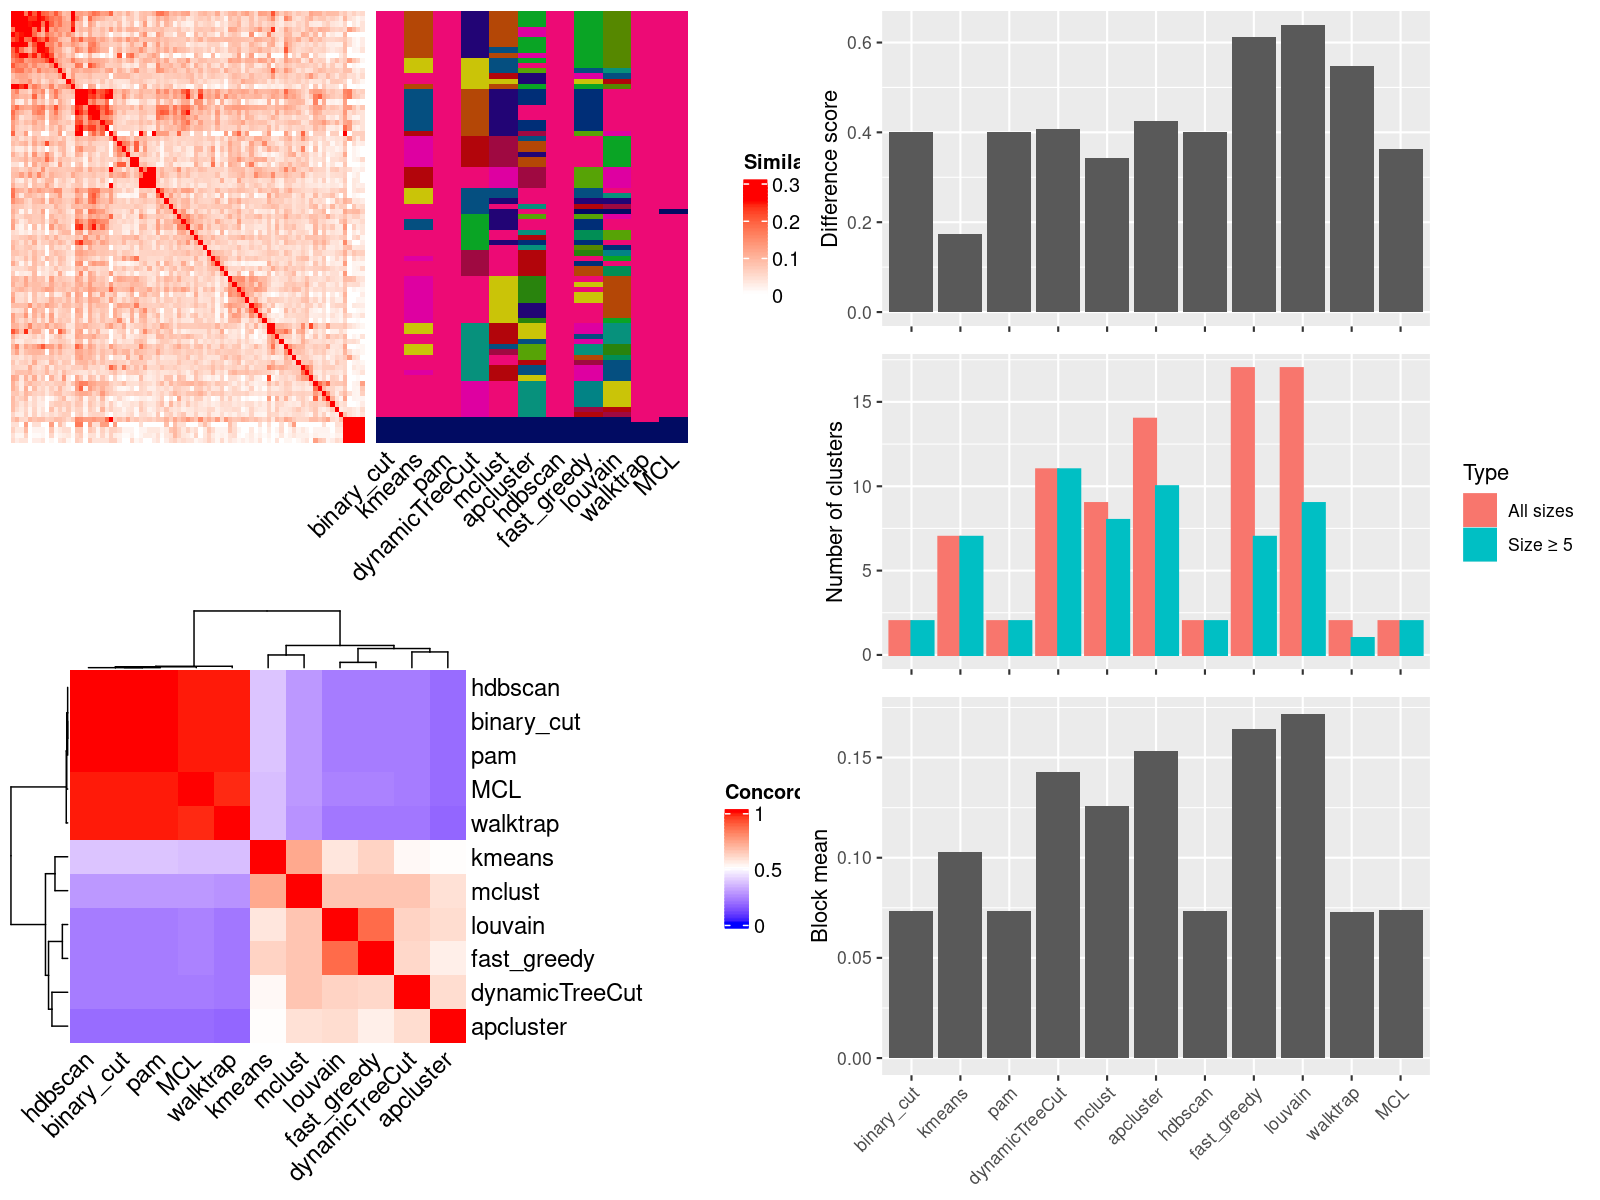 Simila
0.3
0.2
0.1
0
binary_cut
kmeans
pam
dynamicTreeCut
mclust
apcluster
hdbscan
fast_greedy
louvain
walktrap
MCL
hdbscan
binary_cut
pam
MCL
walktrap
kmeans
mclust
louvain
fast_greedy
dynamicTreeCut
apcluster
Concord
1
0.5
0
hdbscan
binary_cut
pam
MCL
walktrap
kmeans
mclust
louvain
fast_greedy
dynamicTreeCut
apcluster
Difference score
0.6
0.4
0.2
0.0
Number of clusters
15
10
5
0
Type
All sizes
Size ≥ 5
Block mean
0.15
0.10
0.05
0.00
binary_cut
kmeans
pam
dynamicTreeCut
mclust
apcluster
hdbscan
fast_greedy
louvain
walktrap
MCL